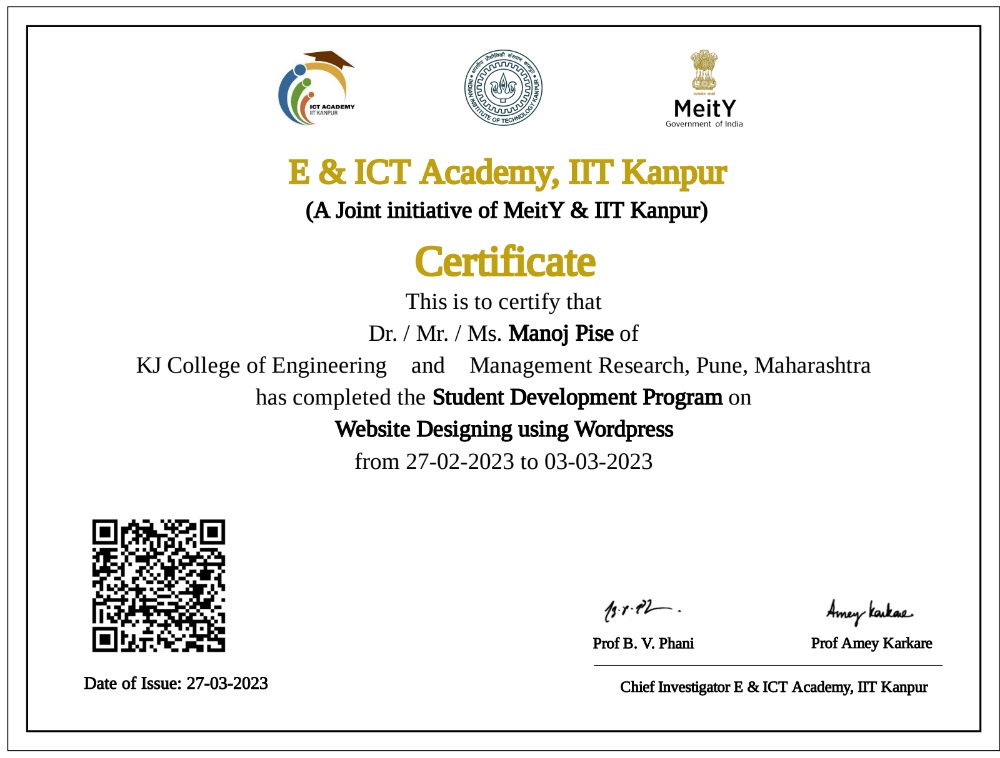 ICT ACADEMY
IIT KANPUR
INDIAN INSTITUTE OF TECHNOLOGY KANPUR
MeitY
Government of India
E & ICT Academy, IIT Kanpur
(A Joint initiative of MeitY & IIT Kanpur)
Certificate
This is to certify that
Dr. / Mr. / Ms. Manoj Pise of
KJ College of Engineering and Management Research, Pune, Maharashtra
has completed the Student Development Program on
Website Designing using Wordpress
from 27-02-2023 to 03-03-2023
Amey Karkare
Prof B. V. Phani Prof Amey Karkare
Date of Issue: 27-03-2023
Chief Investigator E & ICT Academy, IIT Kanpur